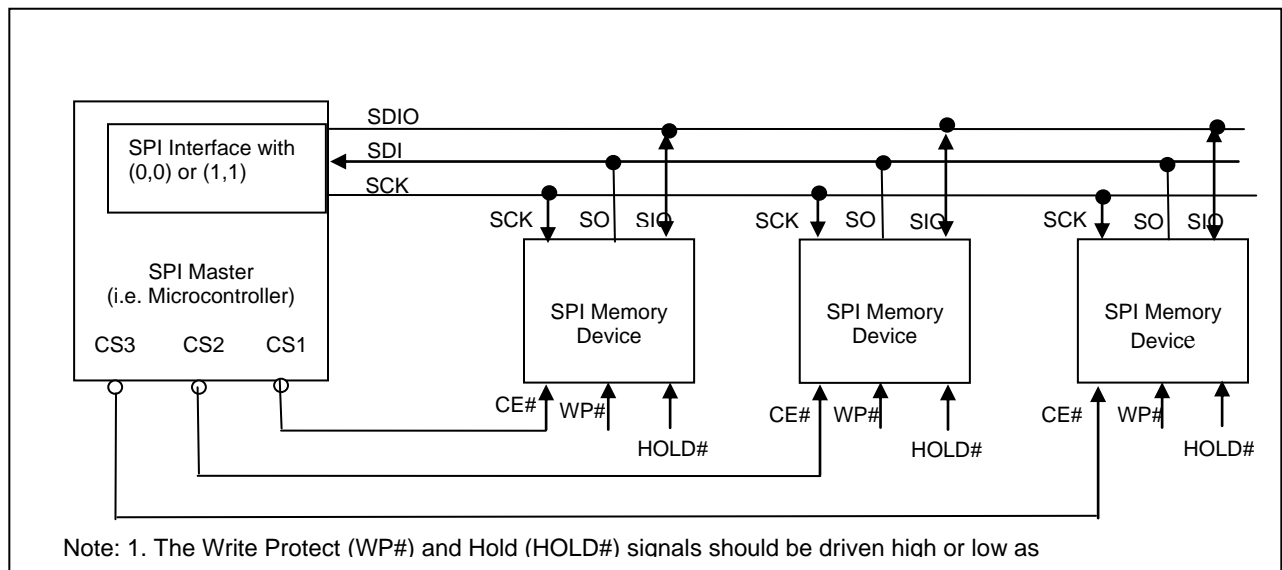 SDIO
SPI Interface with
(0,0) or (1,1)
SDI
SCK
SCK SO SIO SCK SO SIO SCK SO SIO
SPI Master
(i.e. Microcontroller)
SPI Memory
Device
SPI Memory
Device
SPI Memory
Device
CS3 CS2 CS1
CE# WP# HOLD#
CE# WP# HOLD#
CE# WP# HOLD#
Note: 1. The Write Protect (WP#) and Hold (HOLD#) signals should be driven high or low as